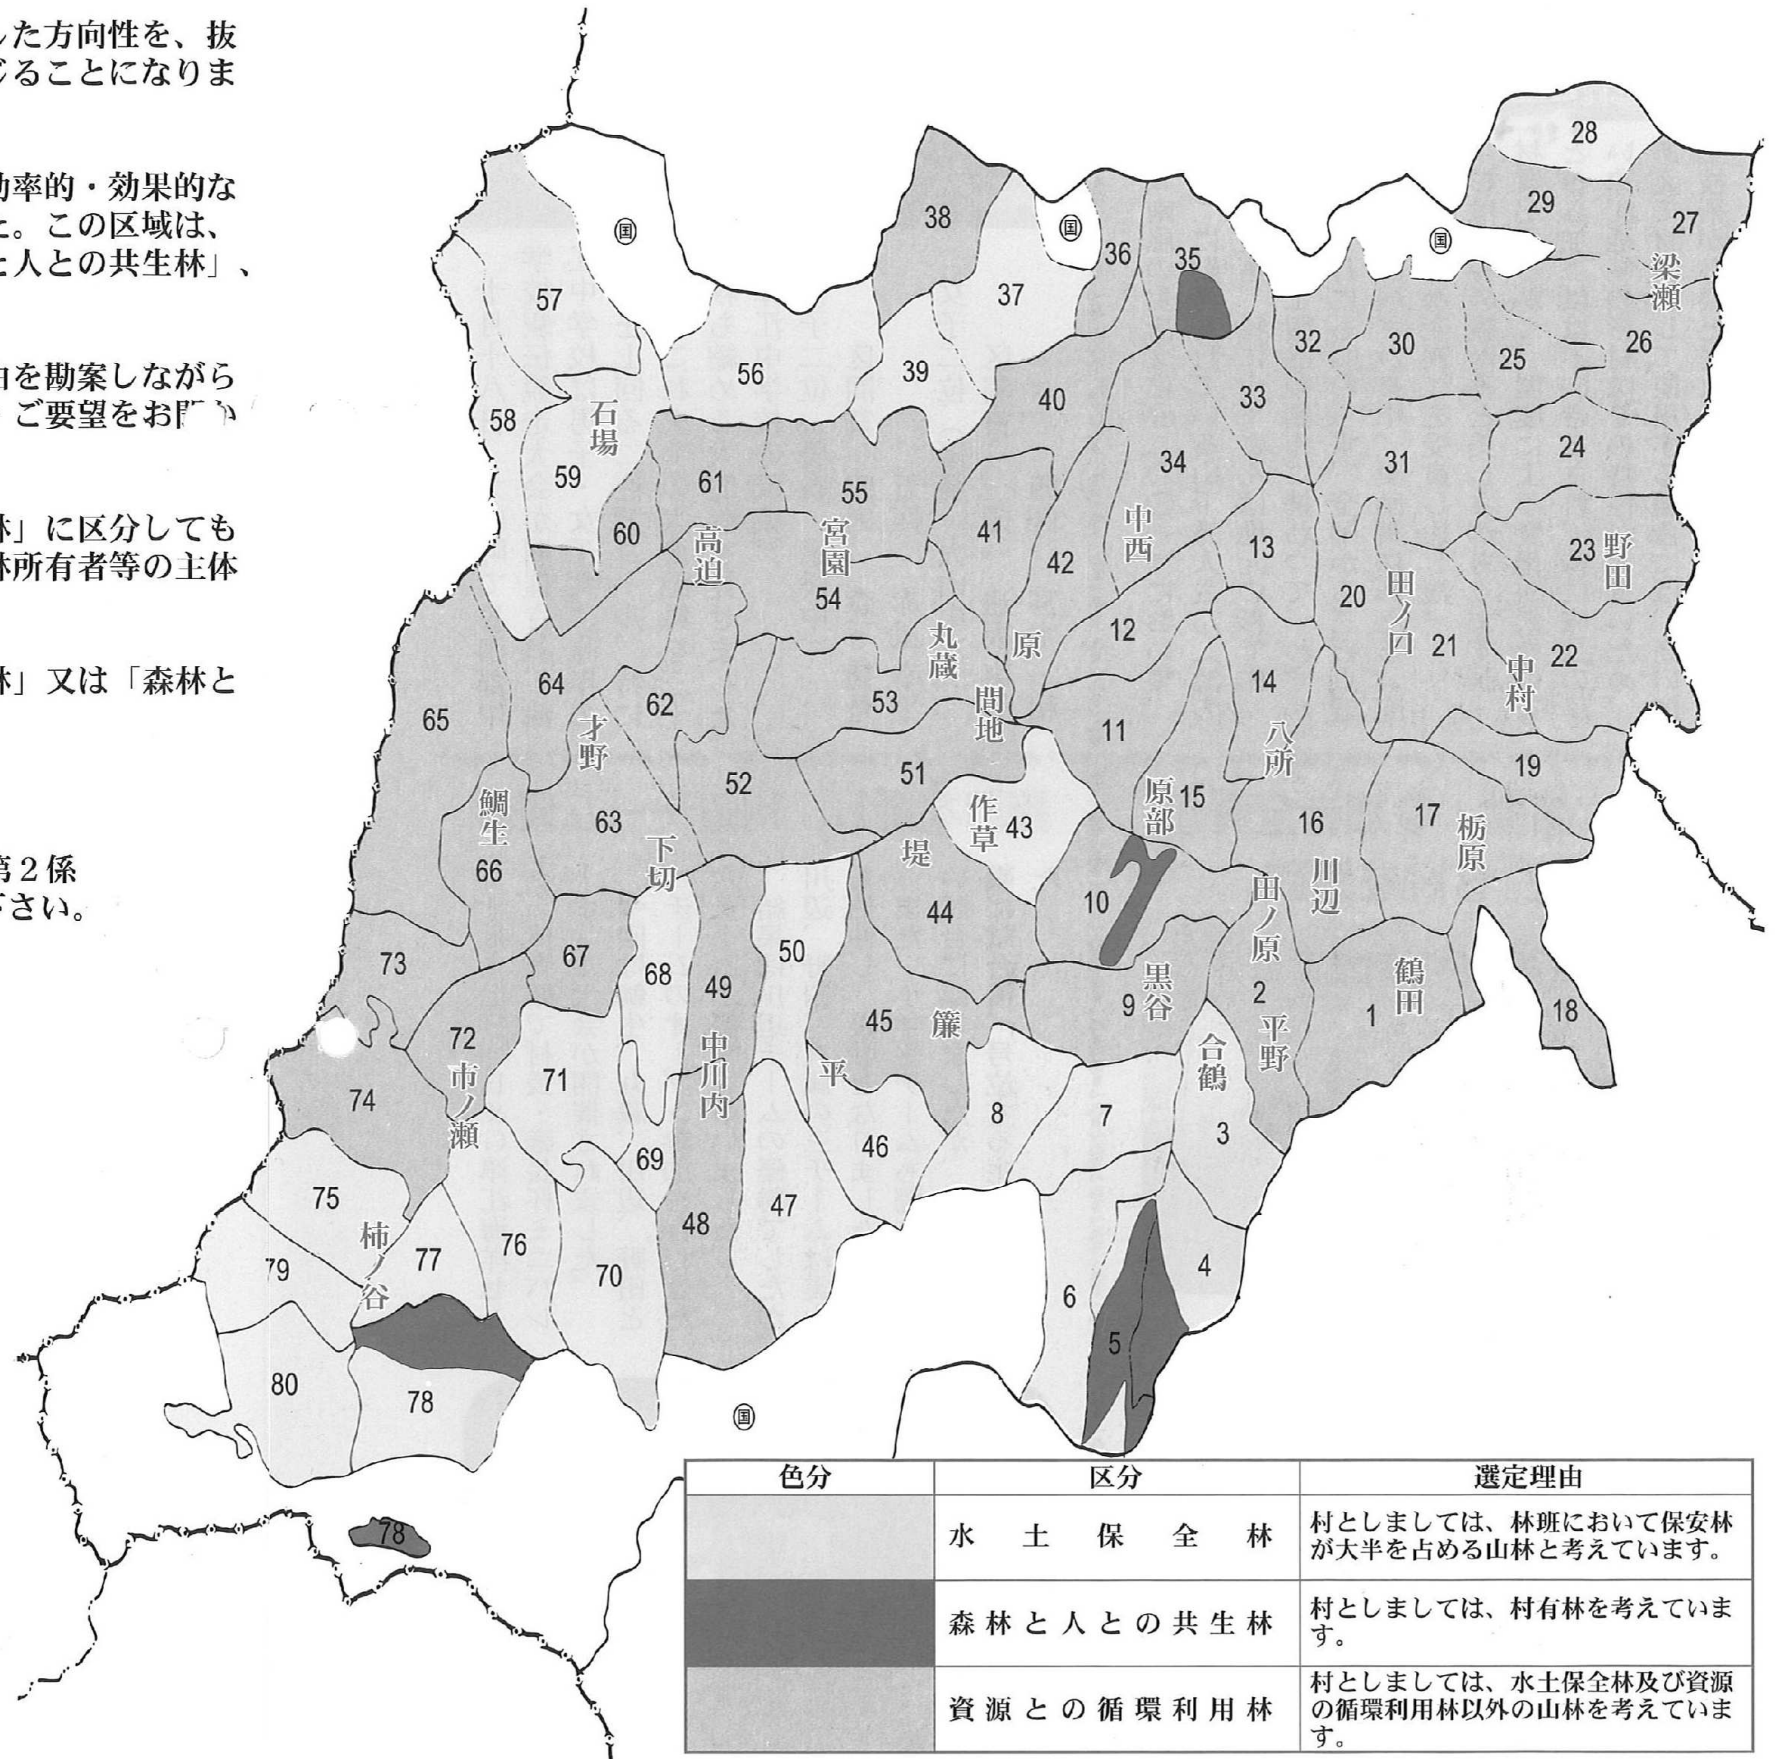 した方向性を、抜
じることになりま
効率的・効果的な
た。この区域は、
と人との共生林」、
由を勘案しながら
ご要望をお聞か
林」に区分しても
林所有者等の主体
林」又は「森林と
第２係
下さい。
28
29
27
梁瀬
国
38
国
36
35
国
57
37
32
30
25
26
56
39
40
33
58
石場
59
61
55
34
31
24
60
高迫
宮園
41
42
中西
13
20
田ノ口
23
野田
54
丸蔵
原
12
21
中村
22
65
64
62
53
間地
14
才野
11
八所
51
52
19
鯛生
66
63
下切
堤
作草
43
原部
15
16
17
栃原
川辺
10
44
田ノ原
73
67
68
49
50
黒谷
9
2
平野
鶴田
1
18
45
簾
72
市ノ瀬
71
中川内
平
合鶴
74
69
46
8
7
3
75
柿ノ谷
77
76
70
48
47
79
6
4
5
80
78
国
78
色分
区分
選定理由
水土保全林
村としましては、林班において保安林
が大半を占める山林と考えています。
森林と人との共生林
村としましては、村有林を考えていま
す。
資源との循環利用林
村としましては、水土保全林及び資源
の循環利用林以外の山林を考えていま
す。